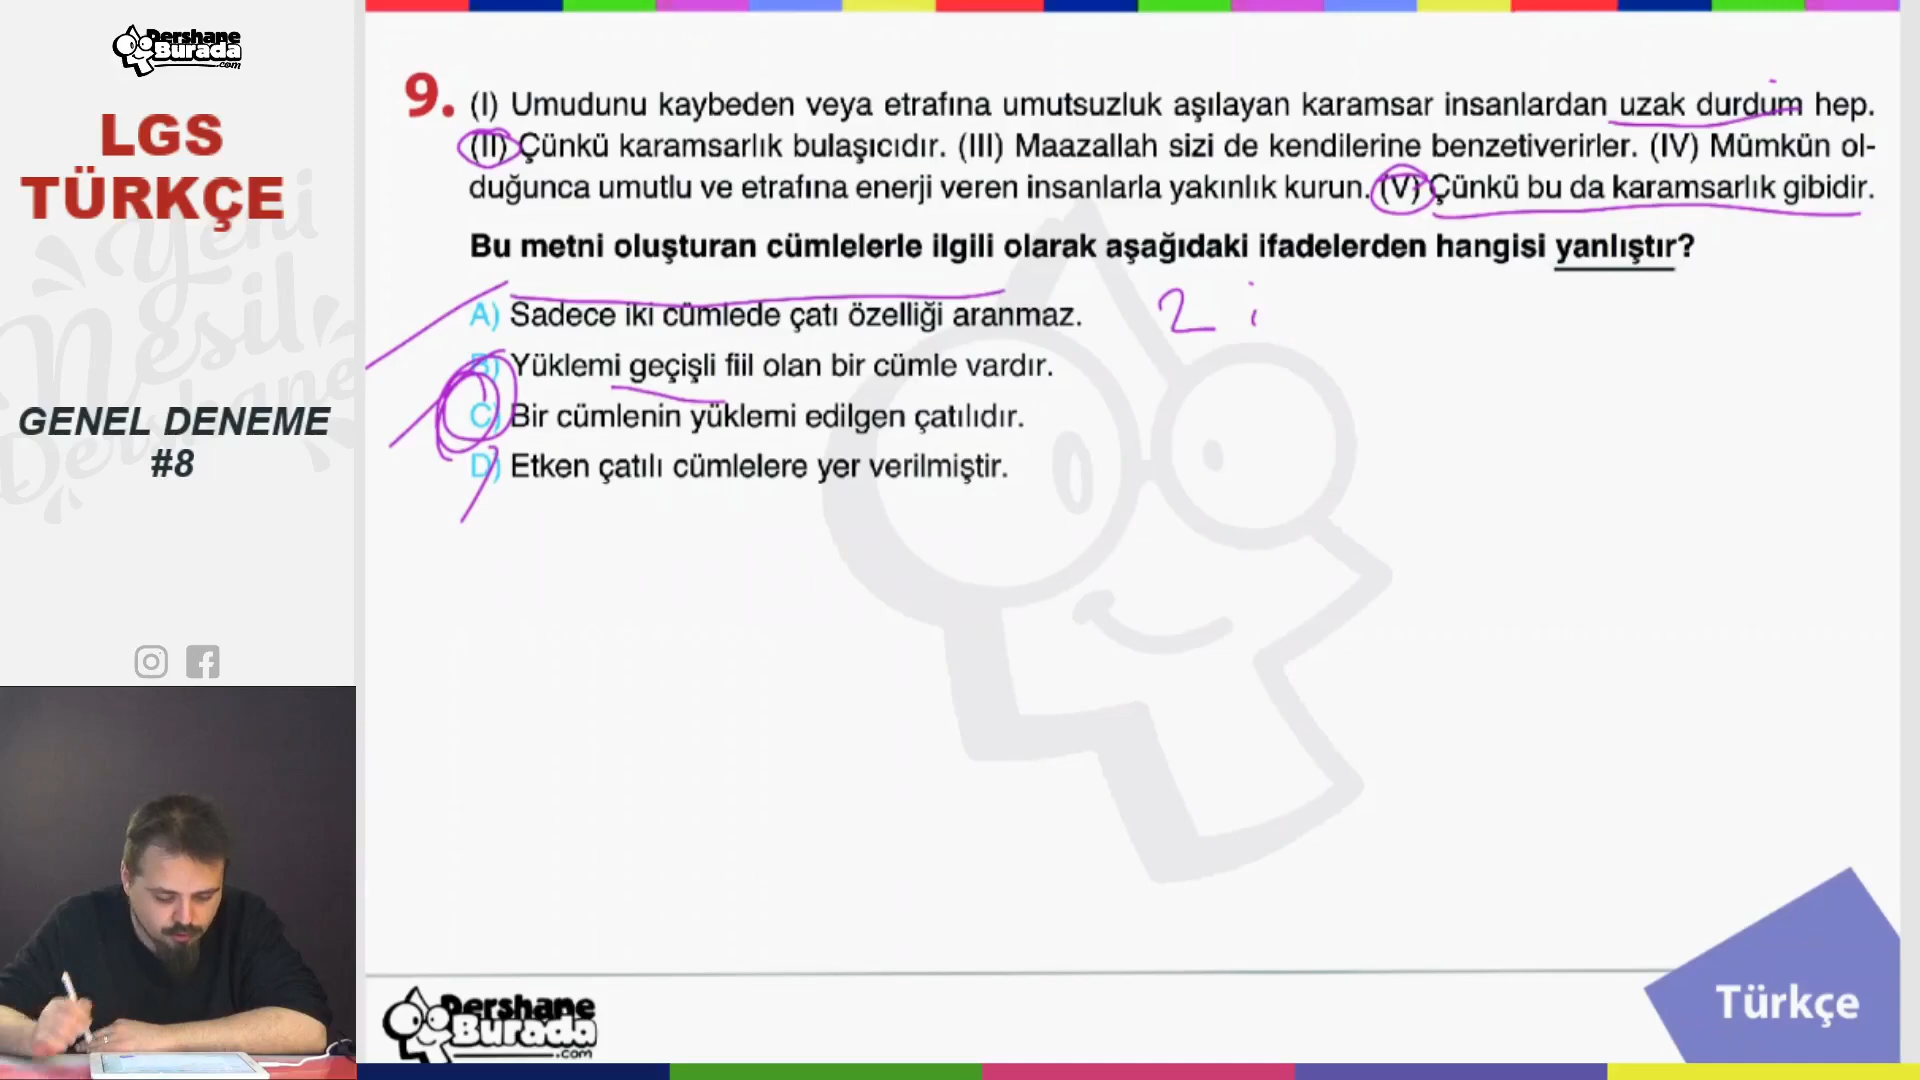 Dershane
Burada
.com
LGS
TÜRKÇE
Yeni
Nesil
Dershane
GENEL DENEME
#8
9. (I) Umudunu kaybeden veya etrafına umutsuzluk aşılayan karamsar insanlardan uzak durdum hep.
(II) Çünkü karamsarlık bulaşıcıdır. (III) Maazallah sizi de kendilerine benzetiverirler. (IV) Mümkün ol-
duğunca umutlu ve etrafına enerji veren insanlarla yakınlık kurun. (V) Çünkü bu da karamsarlık gibidir.
Bu metni oluşturan cümlelerle ilgili olarak aşağıdaki ifadelerden hangisi yanlıştır?
A) Sadece iki cümlede çatı özelliği aranmaz. 2 i
B) Yüklemi geçişli fiil olan bir cümle vardır.
C) Bir cümlenin yüklemi edilgen çatılıdır.
D) Etken çatılı cümlelere yer verilmiştir.
Dershane
Burada
.com
Türkçe